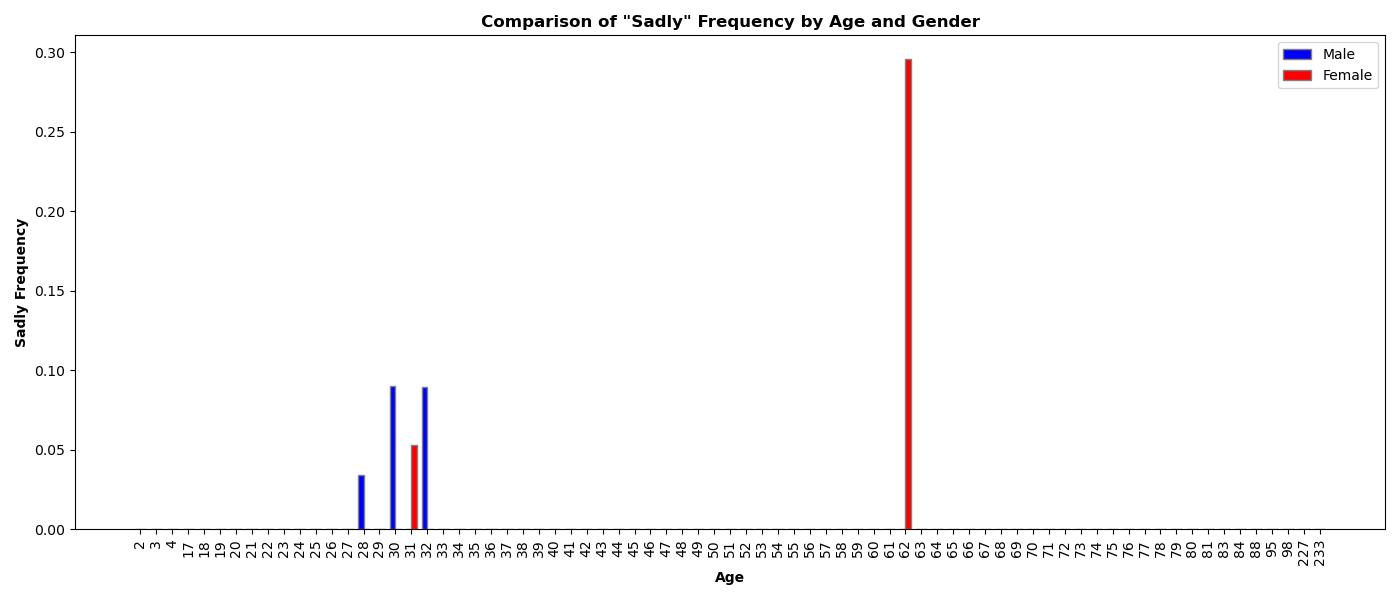 Comparison of "Sadly" Frequency by Age and Gender
Male
Female
Sadly Frequency
0.30
0.25
0.20
0.15
0.10
0.05
0.00
2 3 4 17 18 19 20 21 22 23 24 25 26 27 28 29 30 31 32 33 34 35 36 37 38 39 40 41 42 43 44 45 46 47 48 49 50 51 52 53 54 55 56 57 58 59 60 61 62 63 64 65 66 67 68 69 70 71 72 73 74 75 76 77 78 79 80 81 83 84 88 95 98 227 233
Age